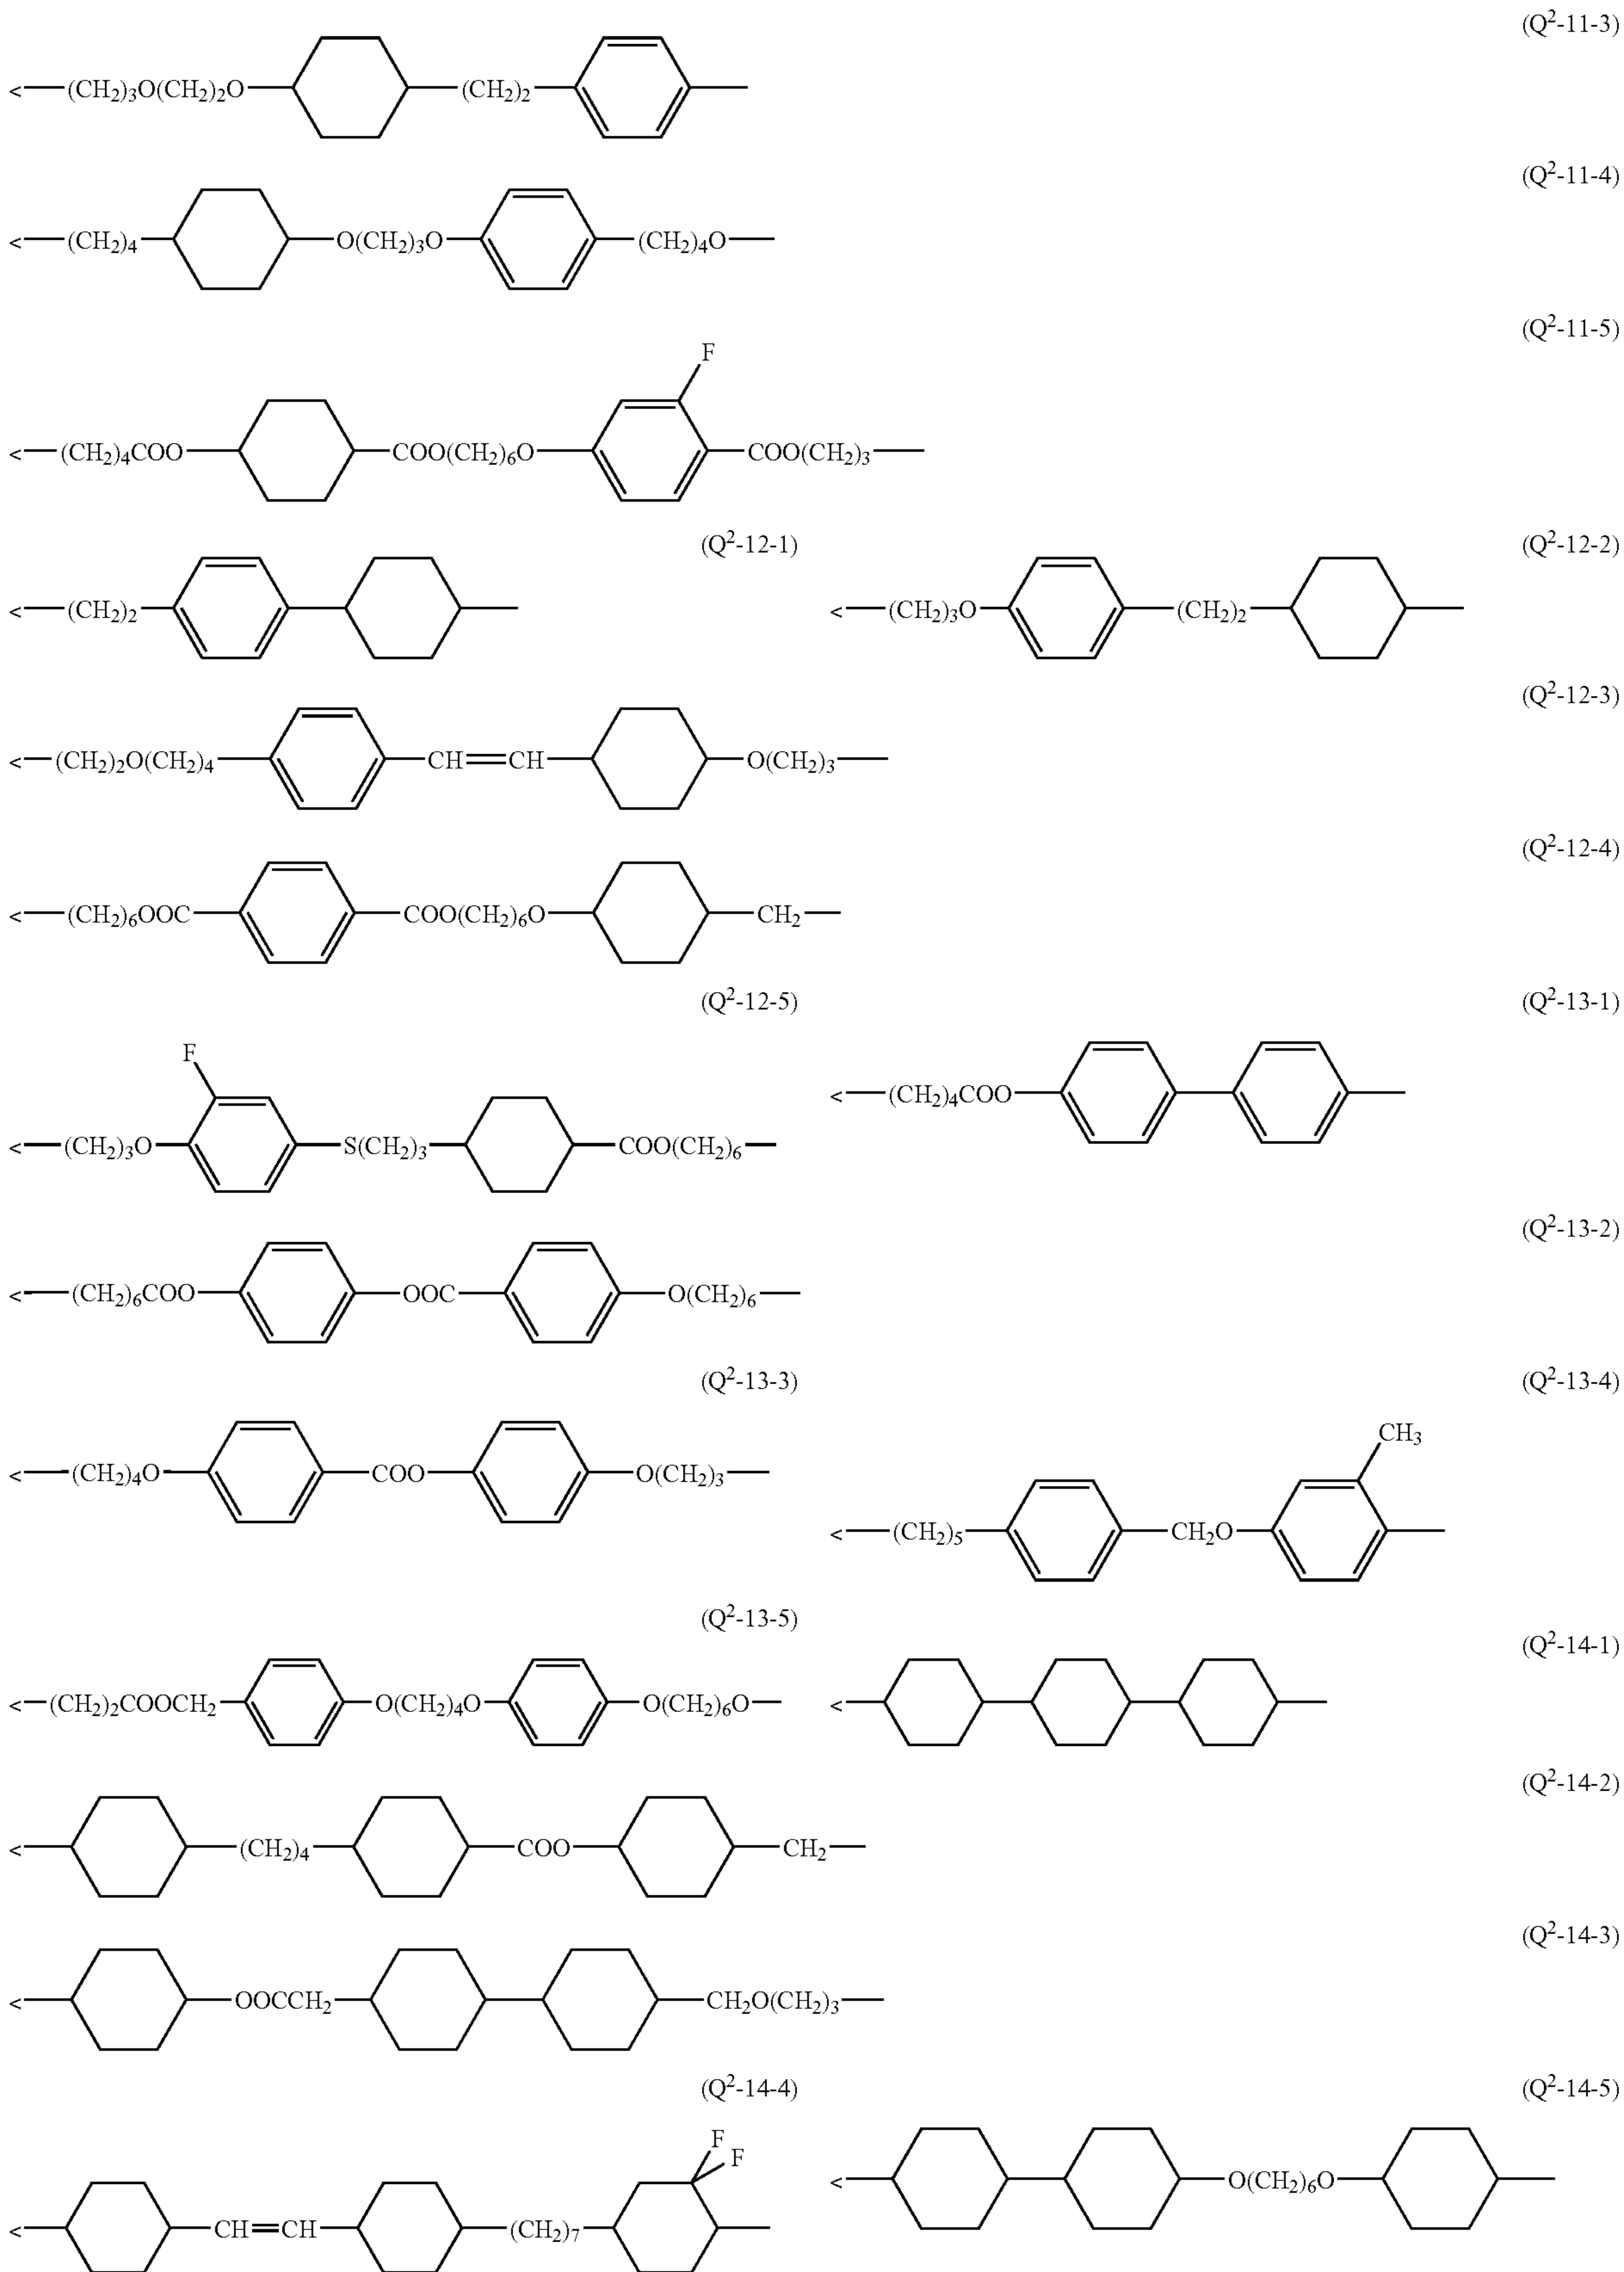 (Q²-11-3)
<—(CH₂)₃O(CH₂)₂O (CH₂)₂
(Q²-11-4)
<—(CH₂)₄ O(CH₂)₃O (CH₂)₄O—
(Q²-11-5)
F
<—(CH₂)₄COO COO(CH₂)₆O COO(CH₂)₃—
(Q²-12-1) (Q²-12-2)
<—(CH₂)₂ <—(CH₂)₃O (CH₂)₂
(Q²-12-3)
<—(CH₂)₂O(CH₂)₄ CH=CH O(CH₂)₃—
(Q²-12-4)
<—(CH₂)₆OOC COO(CH₂)₆O CH₂—
(Q²-12-5) (Q²-13-1)
F
<—(CH₂)₄COO
<—(CH₂)₃O S(CH₂)₃ COO(CH₂)₆—
(Q²-13-2)
<—(CH₂)₆COO OOC O(CH₂)₆—
(Q²-13-3) (Q²-13-4)
CH₃
<—(CH₂)₄O COO O(CH₂)₃—
<—(CH₂)₅ CH₂O
(Q²-13-5)
(Q²-14-1)
<—(CH₂)₂COOCH₂ O(CH₂)₄O O(CH₂)₆O— <
(Q²-14-2)
< (CH₂)₄ COO CH₂—
(Q²-14-3)
< OOCCH₂ CH₂O(CH₂)₃—
(Q²-14-4) (Q²-14-5)
F
F
< O(CH₂)₆O
< CH=CH (CH₂)₇